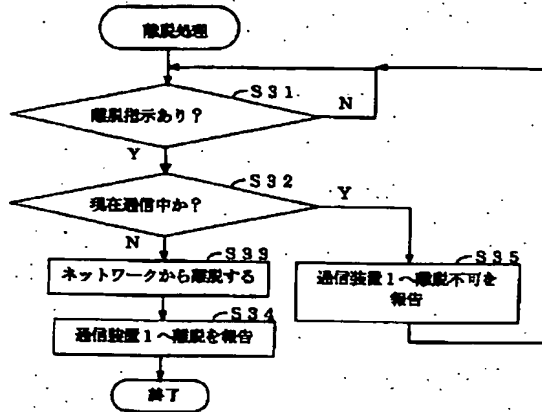 離脱処理
S31
離脱指示あり?
N
Y
S32
現在通信中か?
Y
N
S33
ネットワークから離脱する
S35
通信装置1へ離脱不可を
報告
S34
通信装置1へ離脱を報告
終了